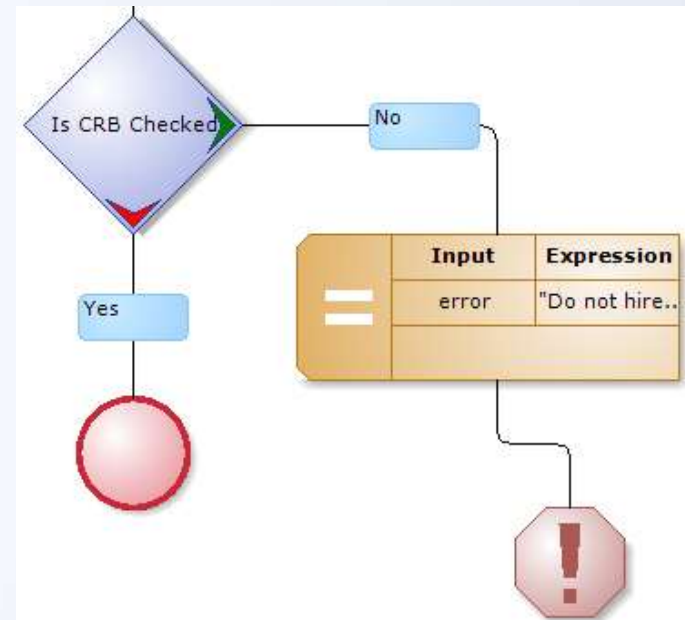 Is CRB Checked
No
Input Expression
error "Do not hire..
Yes